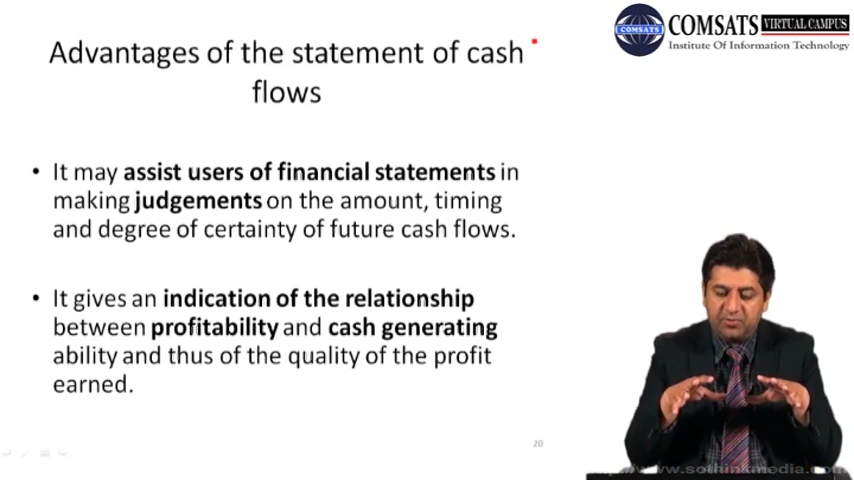 Advantages of the statement of cash
flows
COMSATS VIRTUAL CAMPUS
Institute Of Information Technology
COMSATS
• It may assist users of financial statements in
making judgements on the amount, timing
and degree of certainty of future cash flows.
• It gives an indication of the relationship
between profitability and cash generating
ability and thus of the quality of the profit
earned.
20
www.sothinkmedia.com